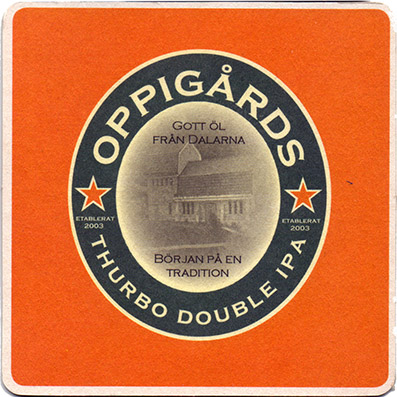 OPPIGÅRDS
GOTT ÖL
FRÅN DALARNA
ETABLERAT
2003
ETABLERAT
2003
BÖRJAN PÅ EN
TRADITION
THURBO DOUBLE IPA